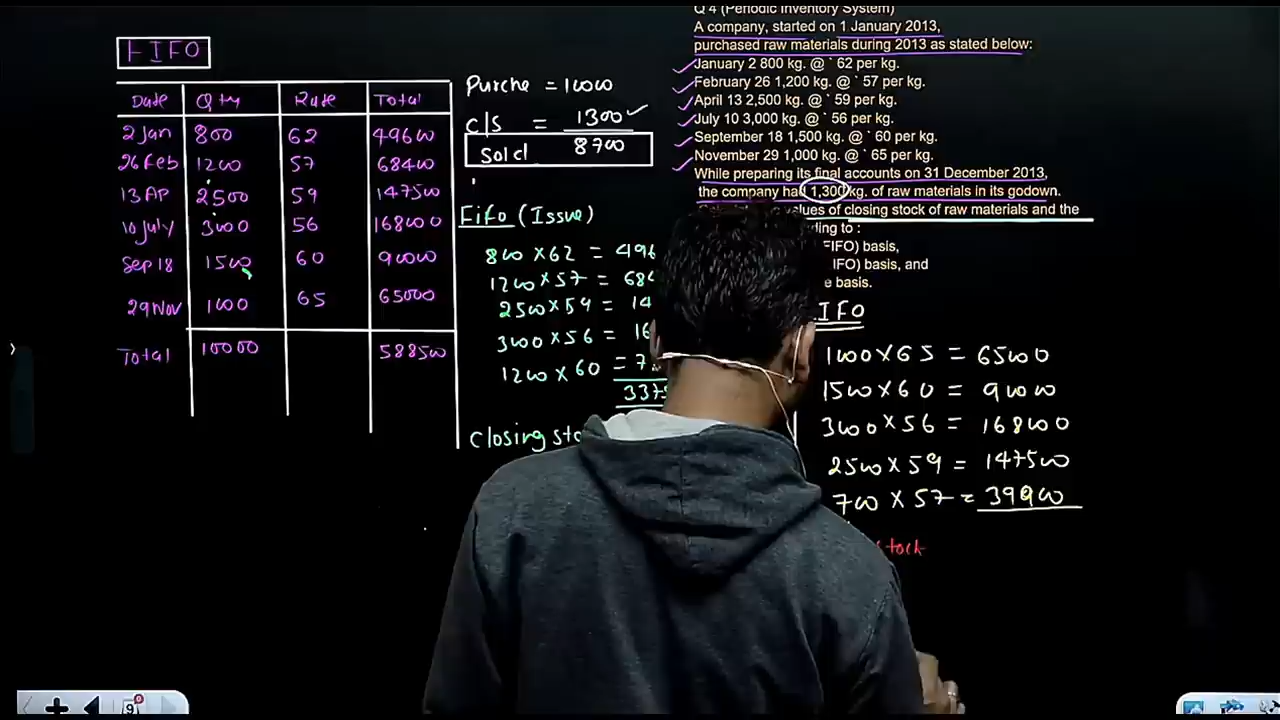 FIFO
Date Qty Rate Total
2 Jan 800 62 49600
26 Feb 1200 57 68400
13 AP 2500 59 147500
10 July 3000 56 168000
Sep 18 1500 60 90000
29 Nov 1000 65 65000
Total 10000 588500
Purche = 10000
C/S = 1300
Sold 8700
Fifo (Issue)
800 x 62 = 496
1200 x 57 = 684
2500 x 59 = 14
3000 x 56 = 16
1200 x 60 = 7
3375
Closing sto
Q 4 (Periodic Inventory System)
A company, started on 1 January 2013,
purchased raw materials during 2013 as stated below:
January 2 800 kg. @ ` 62 per kg.
February 26 1,200 kg. @ ` 57 per kg.
April 13 2,500 kg. @ ` 59 per kg.
July 10 3,000 kg. @ ` 56 per kg.
September 18 1,500 kg. @ ` 60 per kg.
November 29 1,000 kg. @ ` 65 per kg.
While preparing its final accounts on 31 December 2013,
the company had 1,300 kg. of raw materials in its godown.
values of closing stock of raw materials and the
ding to :
FIFO) basis,
IFO) basis, and
e basis.
IFO
1000 x 65 = 65000
1500 x 60 = 90000
3000 x 56 = 168000
2500 x 59 = 147500
700 x 57 = 39900
tock
9
0